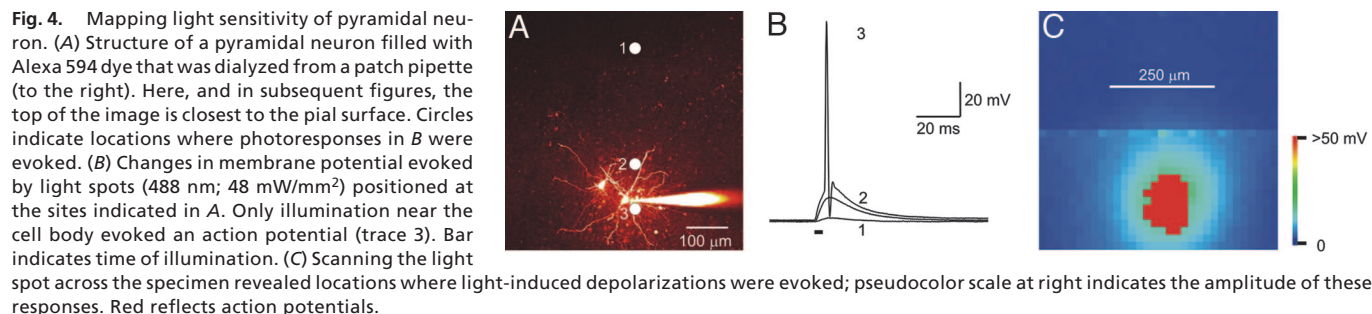 Fig. 4. Mapping light sensitivity of pyramidal neu-
ron. (A) Structure of a pyramidal neuron filled with
Alexa 594 dye that was dialyzed from a patch pipette
(to the right). Here, and in subsequent figures, the
top of the image is closest to the pial surface. Circles
indicate locations where photoresponses in B were
evoked. (B) Changes in membrane potential evoked
by light spots (488 nm; 48 mW/mm²) positioned at
the sites indicated in A. Only illumination near the
cell body evoked an action potential (trace 3). Bar
indicates time of illumination. (C) Scanning the light
spot across the specimen revealed locations where light-induced depolarizations were evoked; pseudocolor scale at right indicates the amplitude of these
responses. Red reflects action potentials.
A
1
2
3
100 μm
B
3
20 mV
20 ms
2
1
C
250 μm
>50 mV
0